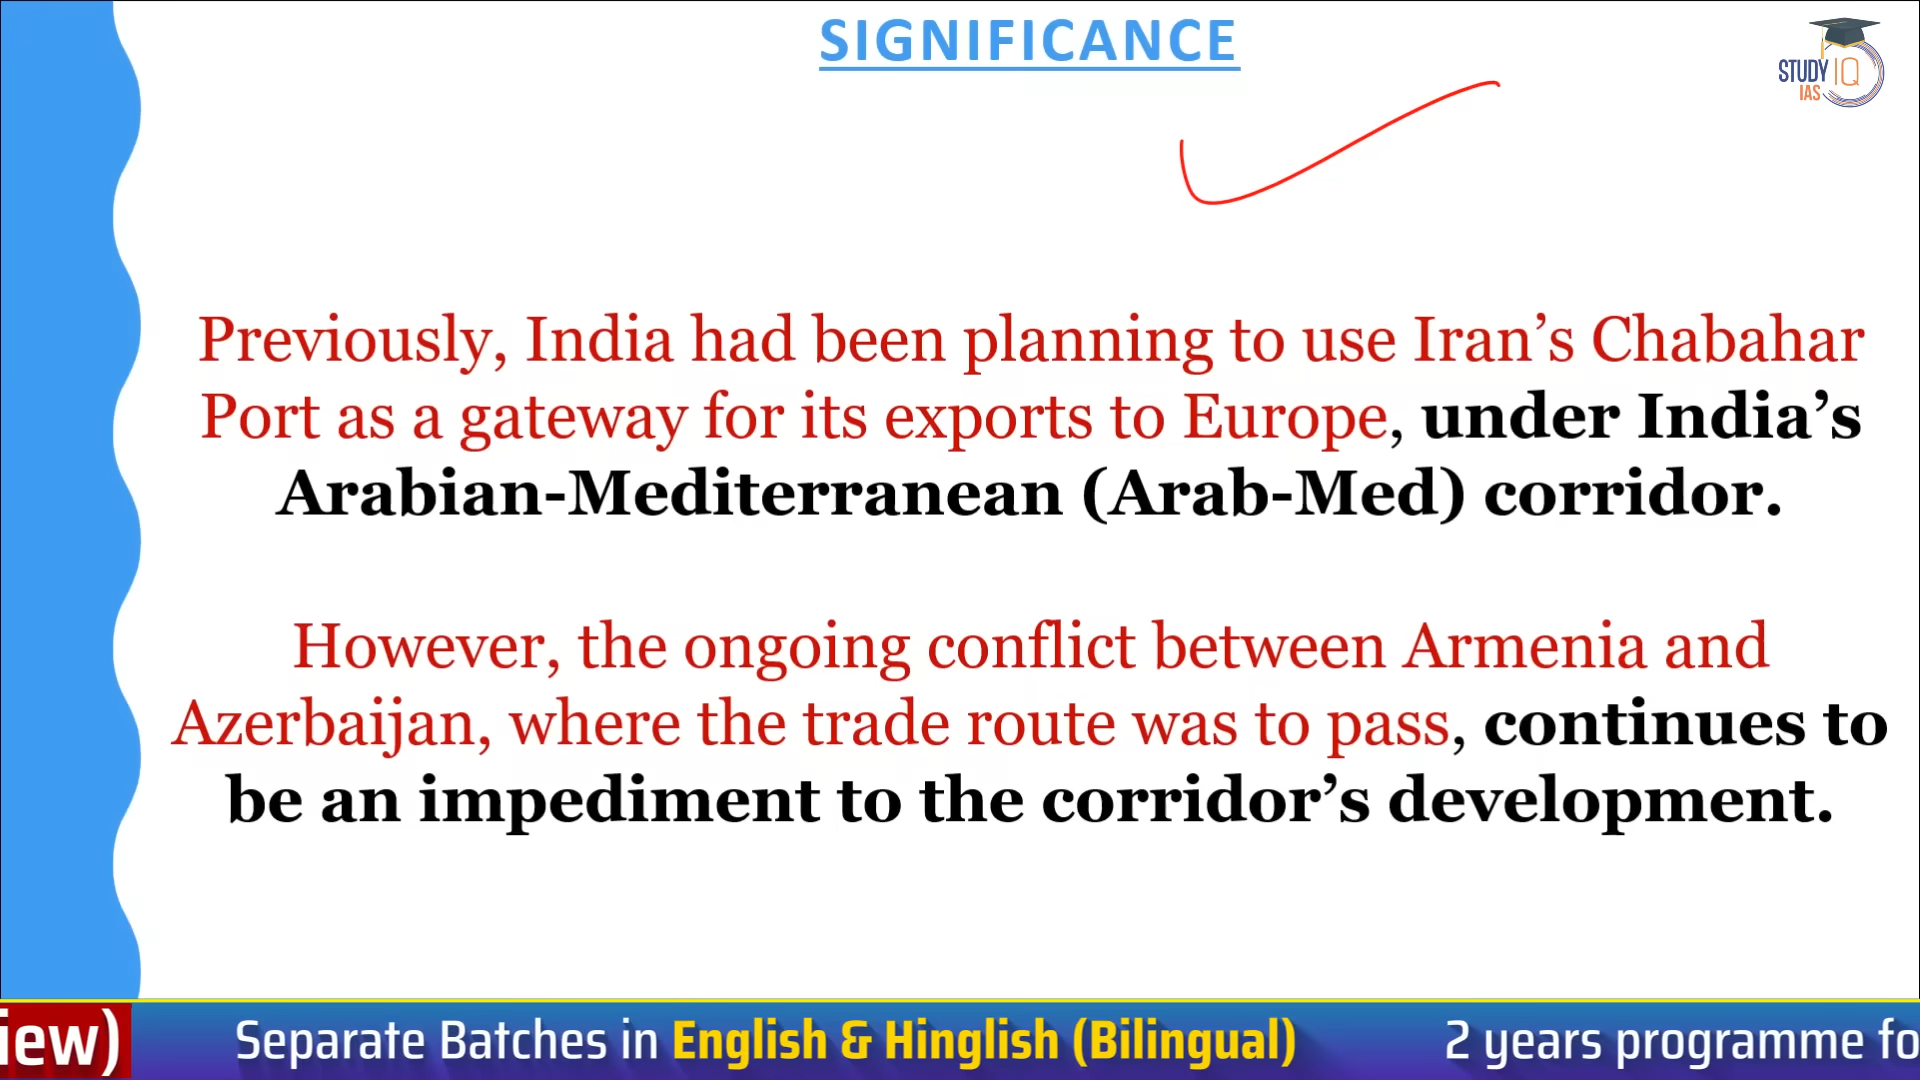 SIGNIFICANCE
STUDY IQ
IAS
Previously, India had been planning to use Iran’s Chabahar
Port as a gateway for its exports to Europe, under India’s
Arabian-Mediterranean (Arab-Med) corridor.
However, the ongoing conflict between Armenia and
Azerbaijan, where the trade route was to pass, continues to
be an impediment to the corridor’s development.
iew) Separate Batches in English & Hinglish (Bilingual) 2 years programme fo